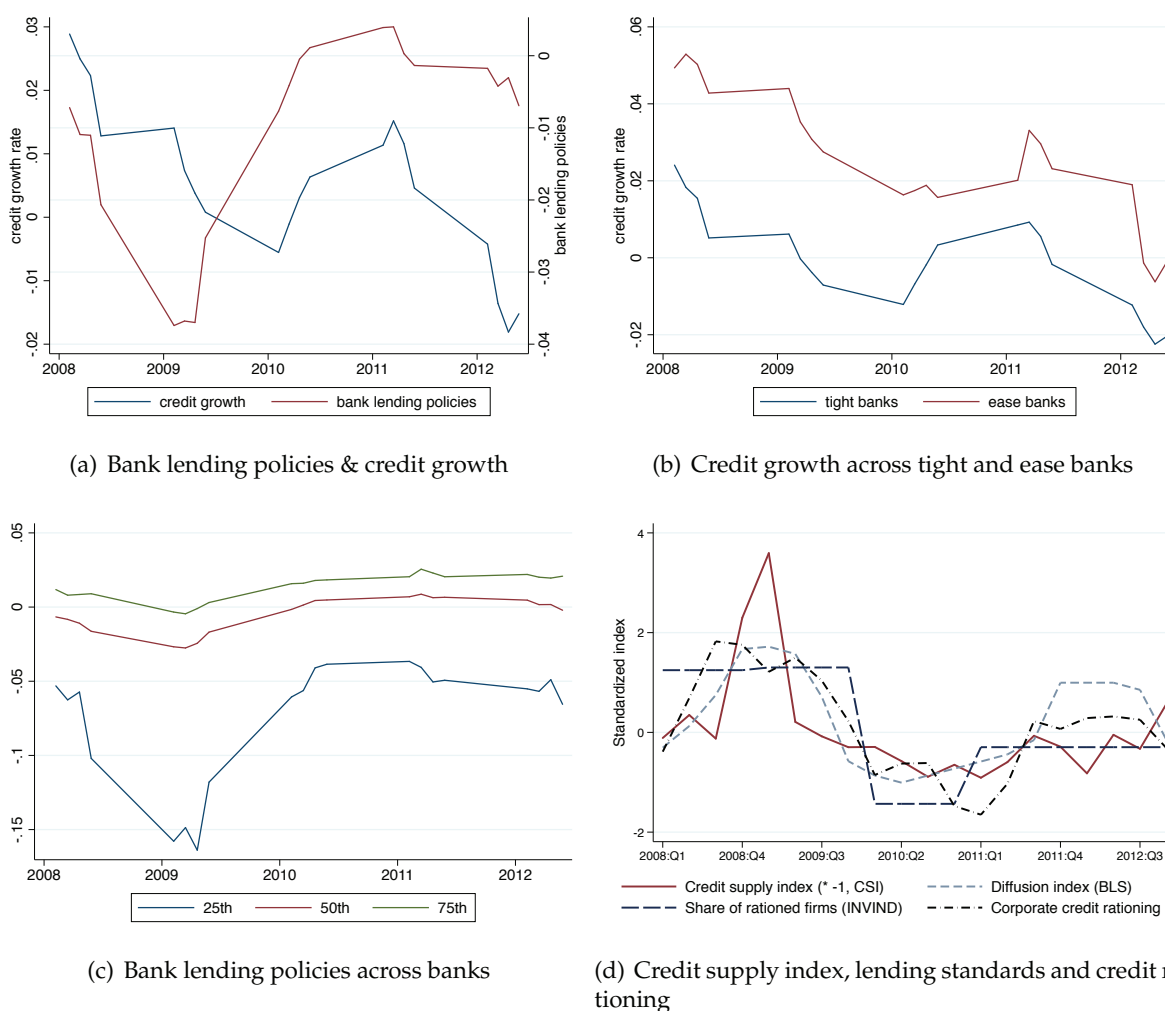 .03
.02
.01
0
-.01
-.02
credit growth rate
0
-.01
-.02
-.03
-.04
bank lending policies
2008 2009 2010 2011 2012
credit growth bank lending policies
(a) Bank lending policies & credit growth
.06
.04
.02
0
-.02
credit growth rate
2008 2009 2010 2011 2012
tight banks ease banks
(b) Credit growth across tight and ease banks
.05
0
-.05
-.1
-.15
2008 2009 2010 2011 2012
25th 50th 75th
(c) Bank lending policies across banks
4
2
0
-2
Standardized index
2008:Q1 2008:Q4 2009:Q3 2010:Q2 2011:Q1 2011:Q4 2012:Q3
Credit supply index (* -1, CSI) Diffusion index (BLS)
Share of rationed firms (INVIND) Corporate credit rationing
(d) Credit supply index, lending standards and credit
tioning